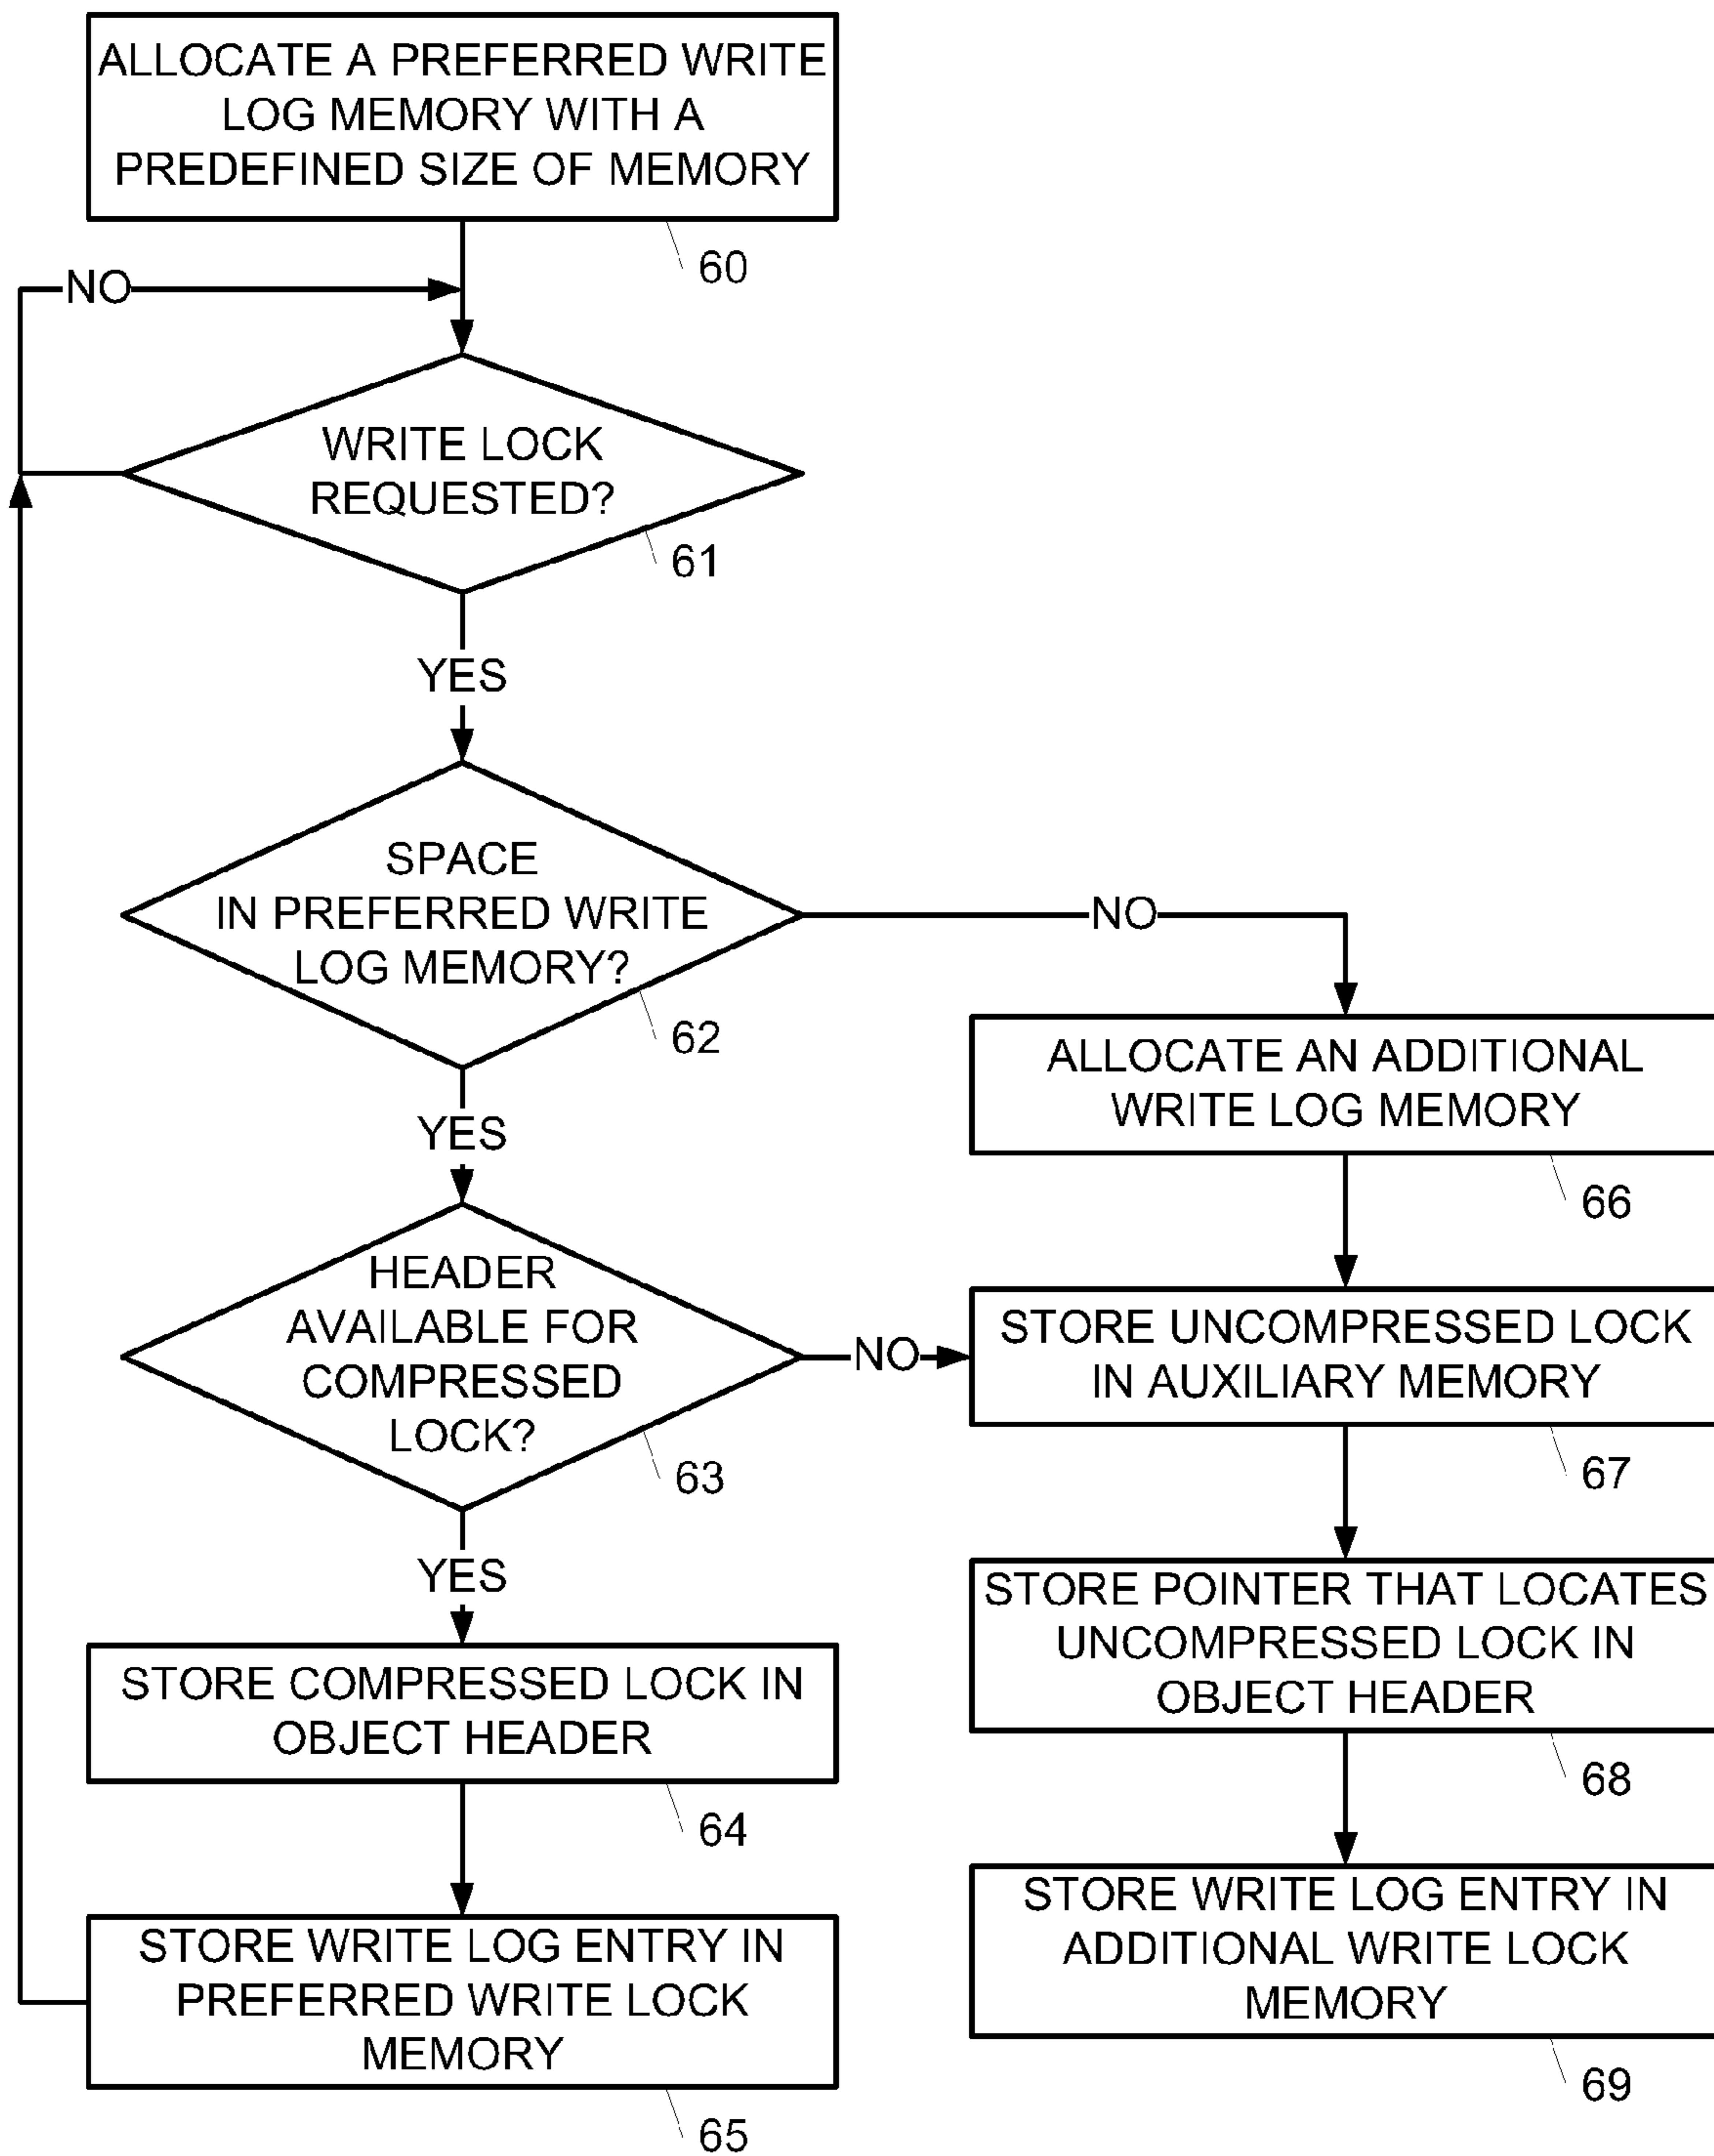 ALLOCATE A PREFERRED WRITE
LOG MEMORY WITH A
PREDEFINED SIZE OF MEMORY
60
NO
WRITE LOCK
REQUESTED?
61
YES
SPACE
IN PREFERRED WRITE
LOG MEMORY?
62
NO
YES
ALLOCATE AN ADDITIONAL
WRITE LOG MEMORY
66
HEADER
AVAILABLE FOR
COMPRESSED
LOCK?
63
NO
STORE UNCOMPRESSED LOCK
IN AUXILIARY MEMORY
67
YES
STORE COMPRESSED LOCK IN
OBJECT HEADER
64
STORE POINTER THAT LOCATES
UNCOMPRESSED LOCK IN
OBJECT HEADER
68
STORE WRITE LOG ENTRY IN
PREFERRED WRITE LOCK
MEMORY
65
STORE WRITE LOG ENTRY IN
ADDITIONAL WRITE LOCK
MEMORY
69